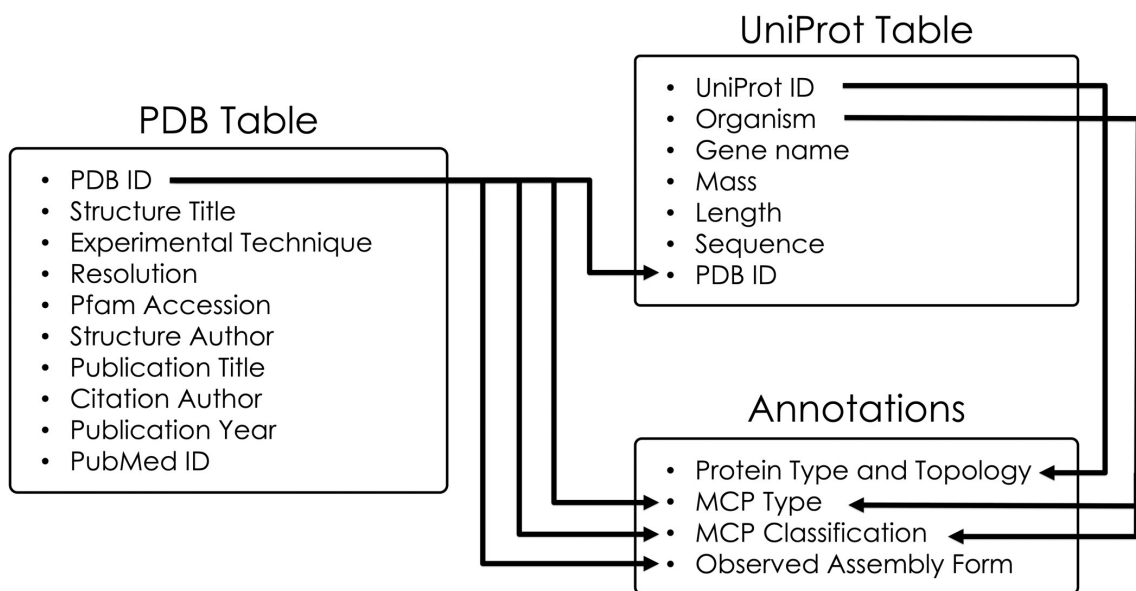 PDB Table
• PDB ID
• Structure Title
• Experimental Technique
• Resolution
• Pfam Accession
• Structure Author
• Publication Title
• Citation Author
• Publication Year
• PubMed ID
UniProt Table
• UniProt ID
• Organism
• Gene name
• Mass
• Length
• Sequence
• PDB ID
Annotations
• Protein Type and Topology
• MCP Type
• MCP Classification
• Observed Assembly Form